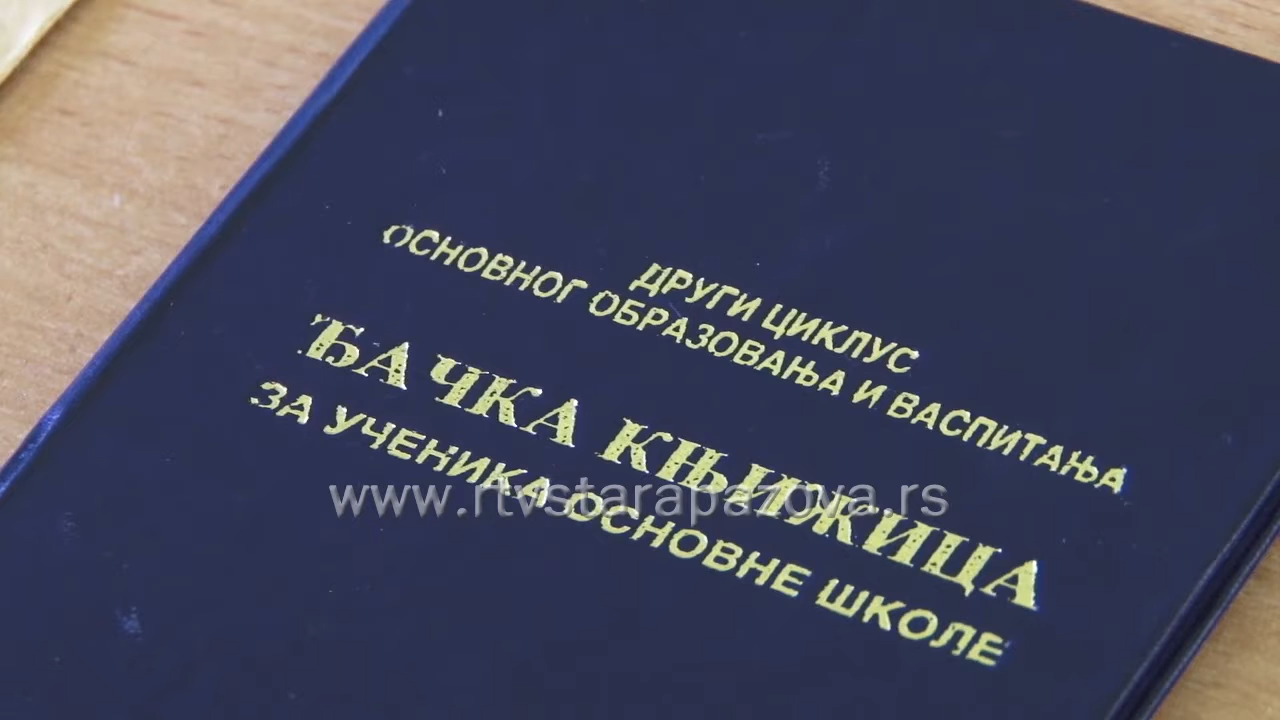 ДРУГИ ЦИКЛУС
ОСНОВНОГ ОБРАЗОВАЊА И ВАСПИТАЊА
ЂАЧКА КЊИЖИЦА
ЗА УЧЕНИКА ОСНОВНЕ ШКОЛЕ
www.rtvstarapazova.rs